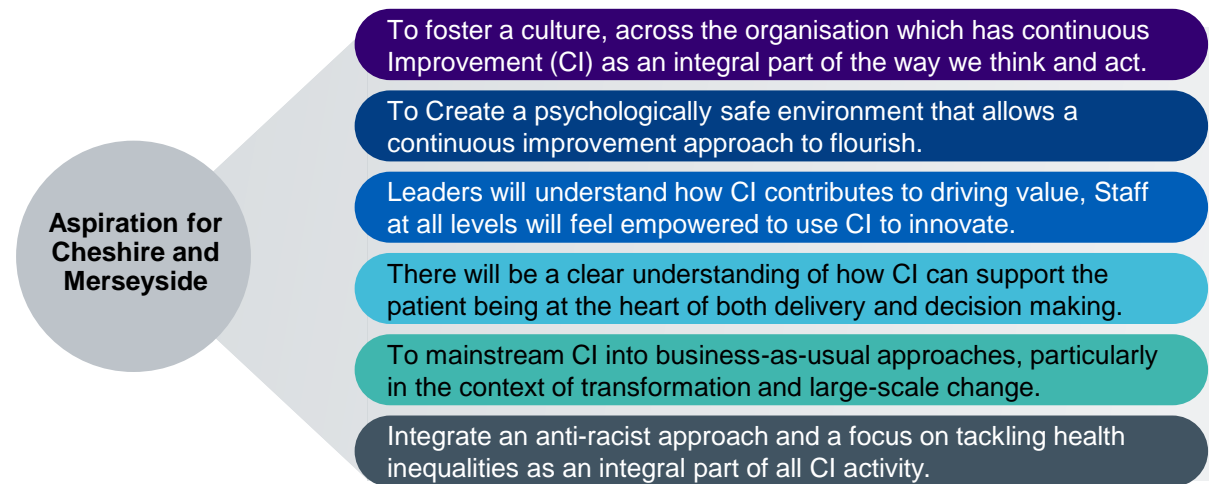 Aspiration for
Cheshire and
Merseyside
To foster a culture, across the organisation which has continuous
Improvement (CI) as an integral part of the way we think and act.
To Create a psychologically safe environment that allows a
continuous improvement approach to flourish.
Leaders will understand how CI contributes to driving value, Staff
at all levels will feel empowered to use CI to innovate.
There will be a clear understanding of how CI can support the
patient being at the heart of both delivery and decision making.
To mainstream CI into business-as-usual approaches, particularly
in the context of transformation and large-scale change.
Integrate an anti-racist approach and a focus on tackling health
inequalities as an integral part of all CI activity.